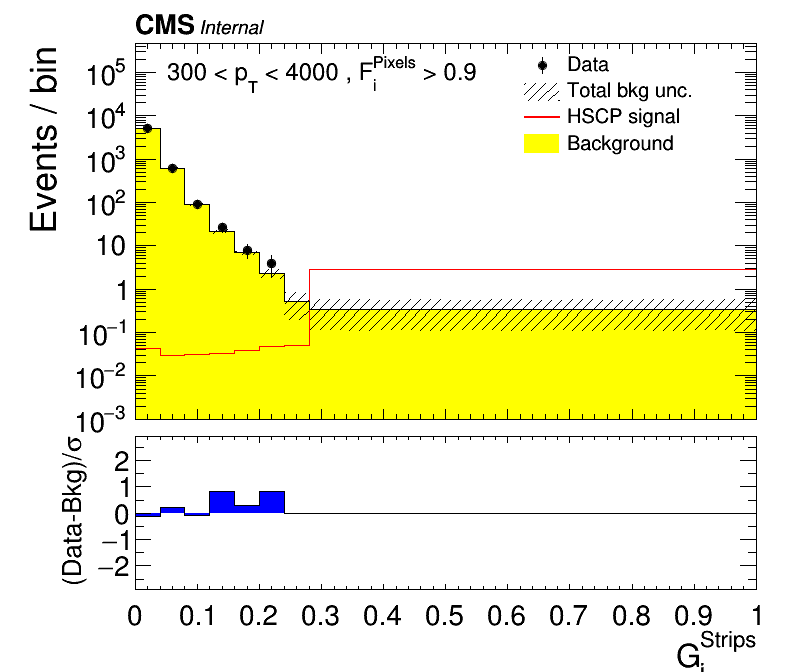 CMS Internal
Events / bin
300 < p_T < 4000 , F_i^Pixels > 0.9
Data
Total bkg unc.
HSCP signal
Background
10^5
10^4
10^3
10^2
10
1
10^−1
10^−2
10^−3
(Data-Bkg)/σ
2
1
0
−1
−2
0 0.1 0.2 0.3 0.4 0.5 0.6 0.7 0.8 0.9 1
G_i^Strips